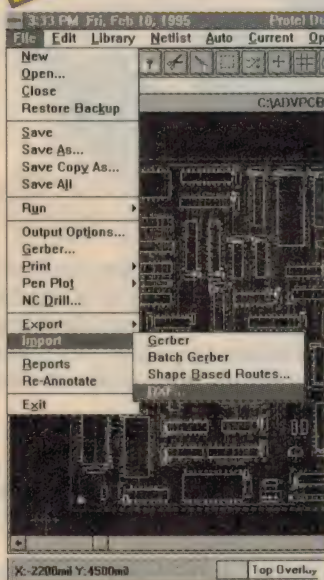 3:33 PM Fri, Feb 10, 1995 Protel
File Edit Library Netlist Auto Current
C:\ADVPCB
New
Open...
Close
Restore Backup
Save
Save As...
Save Copy As...
Save All
Run
Output Options...
Gerber...
Print
Pen Plot
NC Drill...
Export
Import
Reports
Re-Annotate
Exit
Gerber
Batch Gerber
Shape Based Routes...
DXF...
X:-2200mil Y:4500mil
Top Overlay